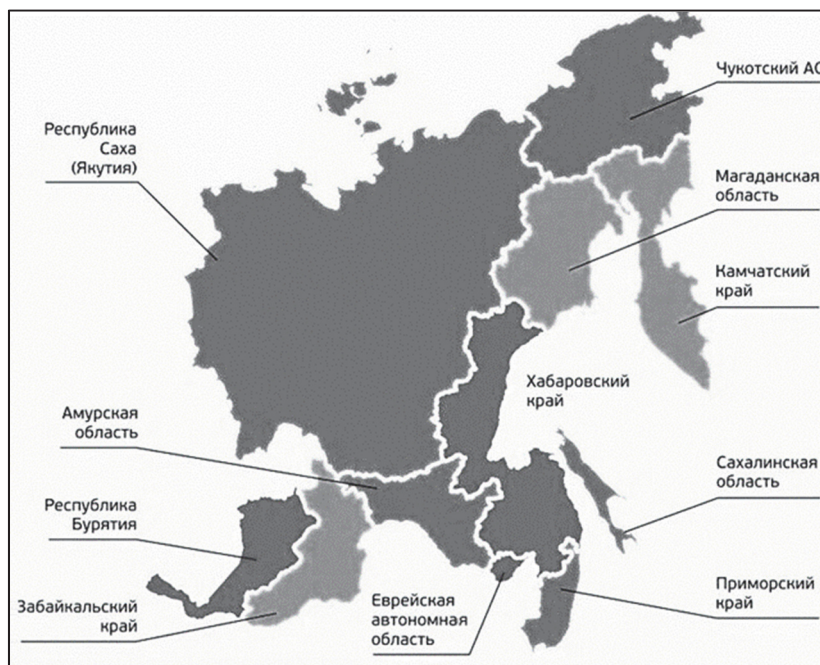 Чукотский АО
Республика
Саха
(Якутия)
Магаданская
область
Камчатский
край
Хабаровский
край
Амурская
область
Сахалинская
область
Республика
Бурятия
Приморский
край
Забайкальский
край
Еврейская
автономная
область